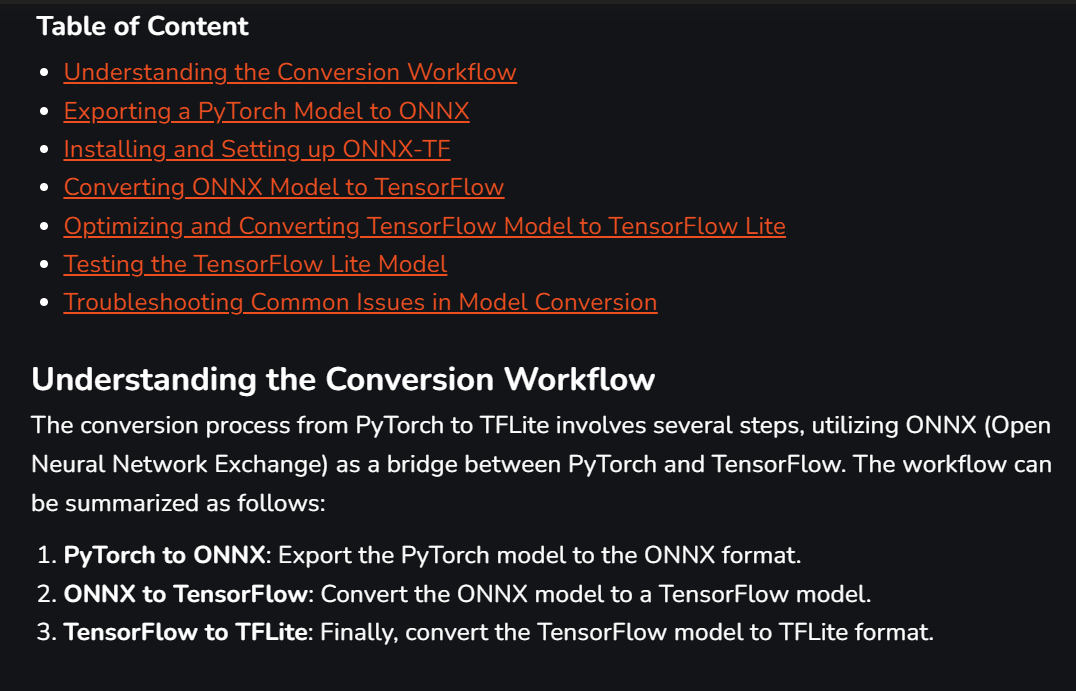 Table of Content
• Understanding the Conversion Workflow
• Exporting a PyTorch Model to ONNX
• Installing and Setting up ONNX-TF
• Converting ONNX Model to TensorFlow
• Optimizing and Converting TensorFlow Model to TensorFlow Lite
• Testing the TensorFlow Lite Model
• Troubleshooting Common Issues in Model Conversion
Understanding the Conversion Workflow
The conversion process from PyTorch to TFLite involves several steps, utilizing ONNX (Open
Neural Network Exchange) as a bridge between PyTorch and TensorFlow. The workflow can
be summarized as follows:
1. PyTorch to ONNX: Export the PyTorch model to the ONNX format.
2. ONNX to TensorFlow: Convert the ONNX model to a TensorFlow model.
3. TensorFlow to TFLite: Finally, convert the TensorFlow model to TFLite format.